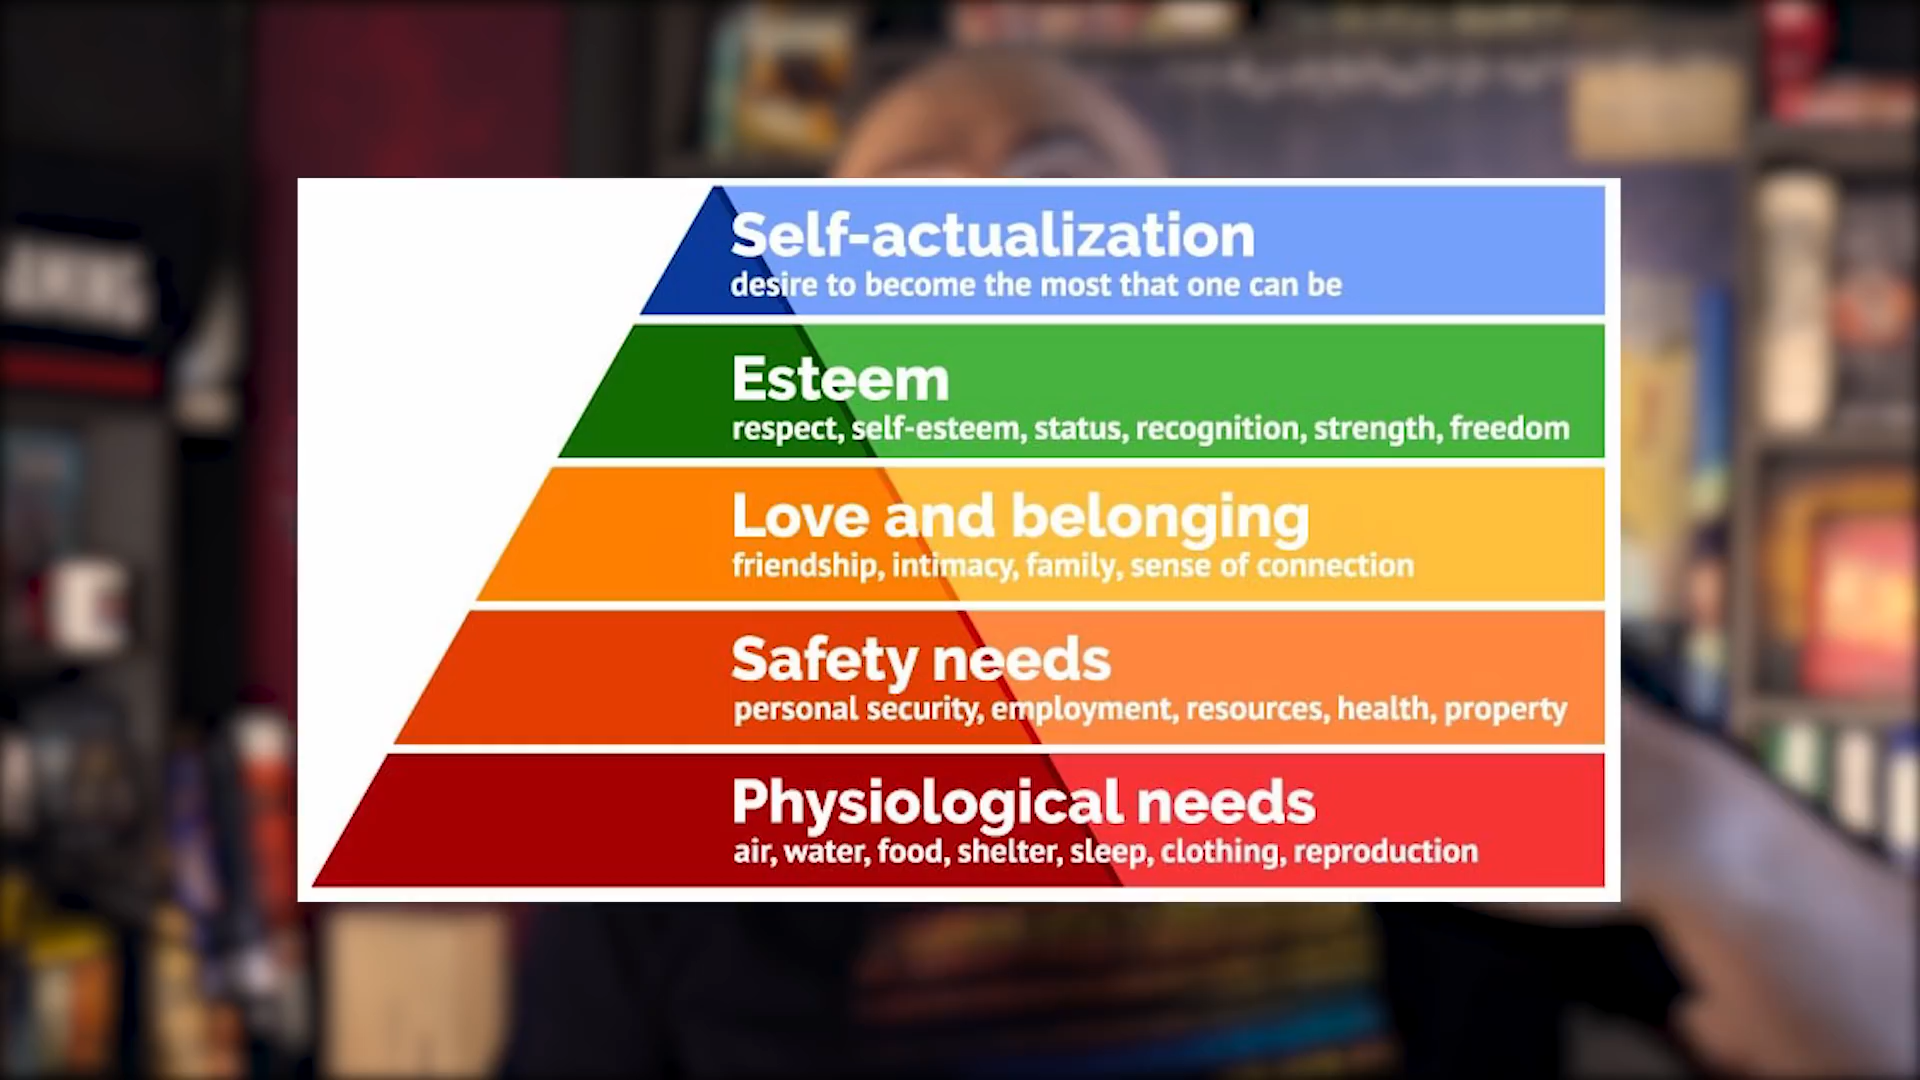 Self-actualization
desire to become the most that one can be
Esteem
respect, self-esteem, status, recognition, strength, freedom
Love and belonging
friendship, intimacy, family, sense of connection
Safety needs
personal security, employment, resources, health, property
Physiological needs
air, water, food, shelter, sleep, clothing, reproduction